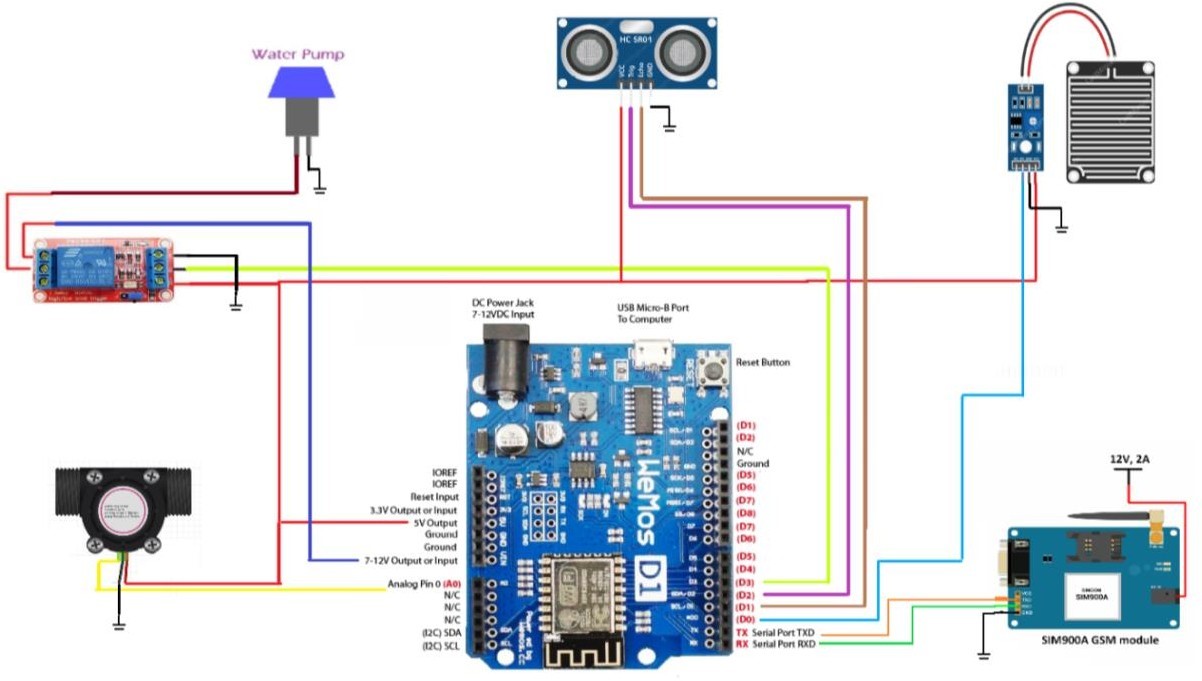 Water Pump
HC SR01
VCC
Trig
Echo
GND
DC Power Jack
7-12VDC Input
USB Micro-B Port
To Computer
RESET
Reset Button
(D1)
(D2)
N/C
Ground
(D5)
(D6)
(D7)
(D8)
(D7)
(D6)
(D5)
(D4)
(D3)
(D2)
(D1)
(D0)
TX Serial Port TXD
RX Serial Port RXD
IOREF
IOREF
Reset Input
3.3V Output or Input
5V Output
Ground
Ground
7-12V Output or Input
Analog Pin 0 (A0)
N/C
N/C
N/C
(I2C) SDA
(I2C) SCL
WeMos
D1
12V, 2A
SIM900A
SIM900A GSM module